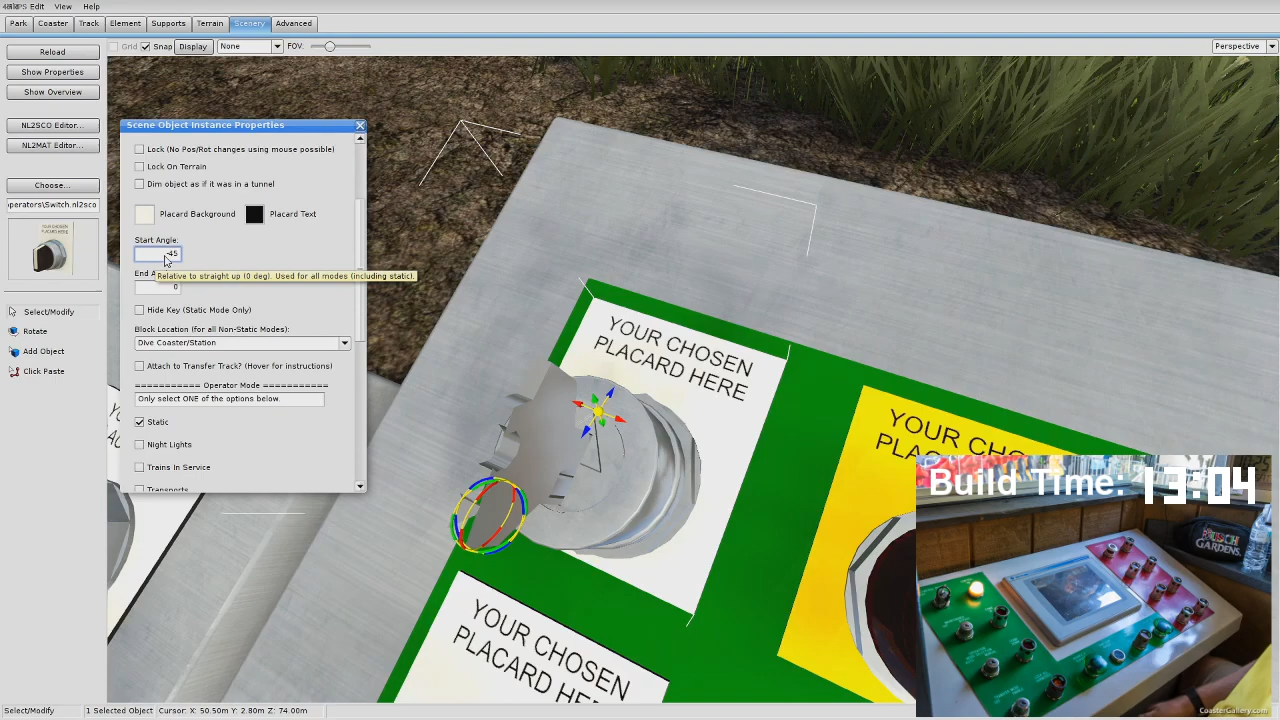 Edit View Help
Park Coaster Track Element Supports Terrain Scenery Advanced
Reload
Grid Snap Display None FOV. Perspective
Show Properties
Show Overview
NL2SCO Editor...
NL2MAT Editor...
Choose...
perators\Switch.nl2sco
YOUR CHOSEN
PLACARD HERE
Select/Modify
Rotate
Add Object
Click Paste
Scene Object Instance Properties
Lock (No Pos/Rot changes using mouse possible)
Lock On Terrain
Dim object as if it was in a tunnel
Placard Background Placard Text
Start Angle:
-45
Relative to straight up (0 deg). Used for all modes (including static).
End A
0
Hide Key (Static Mode Only)
Block Location (for all Non-Static Modes):
Dive Coaster/Station
Attach to Transfer Track? (Hover for instructions)
=========== Operator Mode ===========
Only select ONE of the options below.
Static
Night Lights
Trains In Service
Transports
YOUR CHOSEN
PLACARD HERE
YOUR CHOSEN
PLACARD HERE
YOUR CHOSEN
Build Time: 13:04
BUSCH
GARDENS
CoasterGallery.com
Select/Modify 1 Selected Object Cursor: X: 50.50m Y: 2.80m Z: 74.00m